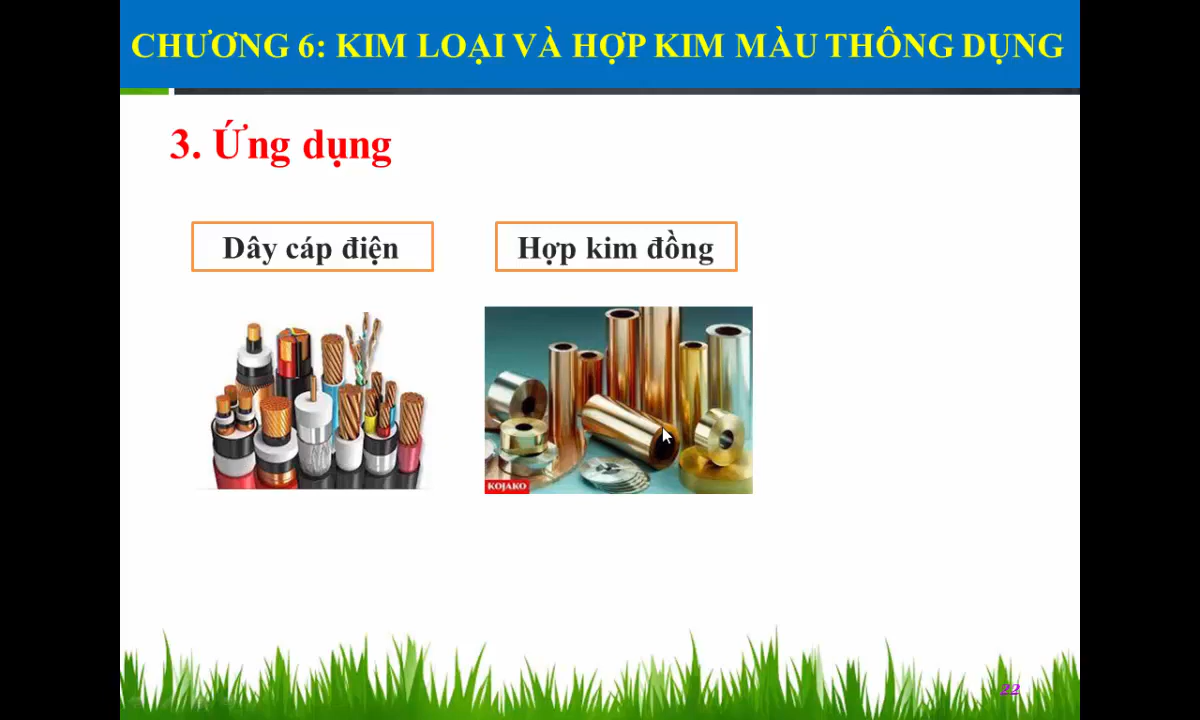 CHƯƠNG 6: KIM LOẠI VÀ HỢP KIM MÀU THÔNG DỤNG
3. Ứng dụng
Dây cáp điện
Hợp kim đồng
KOJAKO
22